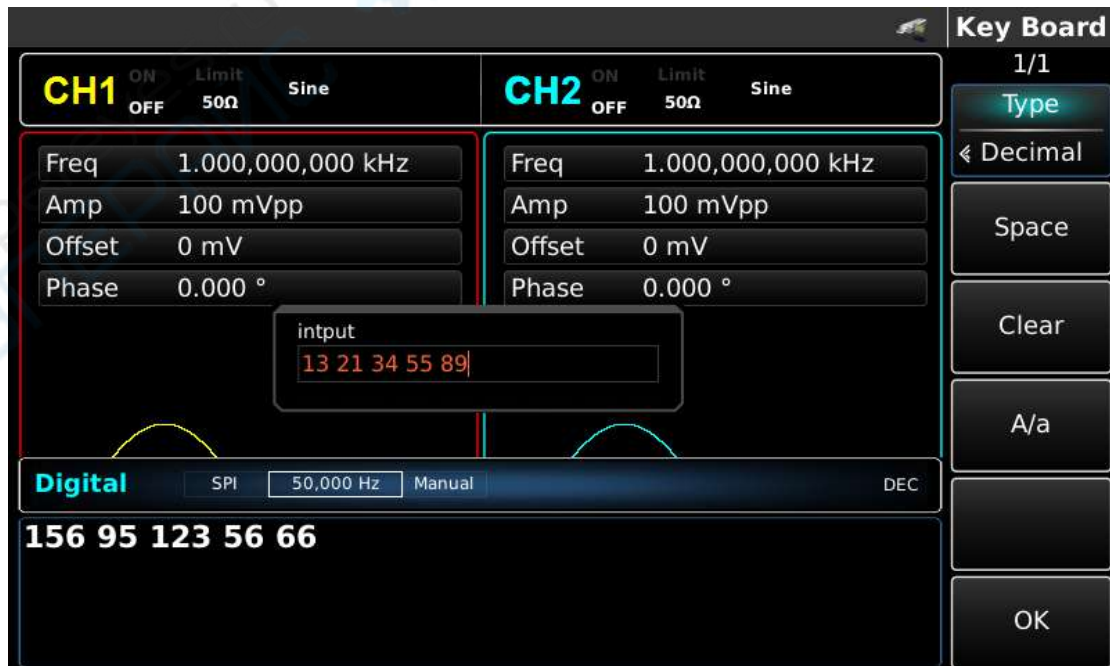 Key Board
1/1
CH1 ON OFF Limit 50Ω Sine
CH2 ON OFF Limit 50Ω Sine
Type
Decimal
Freq 1.000,000,000 kHz
Amp 100 mVpp
Offset 0 mV
Phase 0.000 °
Freq 1.000,000,000 kHz
Amp 100 mVpp
Offset 0 mV
Phase 0.000 °
Space
Clear
A/a
OK
intput
13 21 34 55 89
Digital SPI 50,000 Hz Manual DEC
156 95 123 56 66